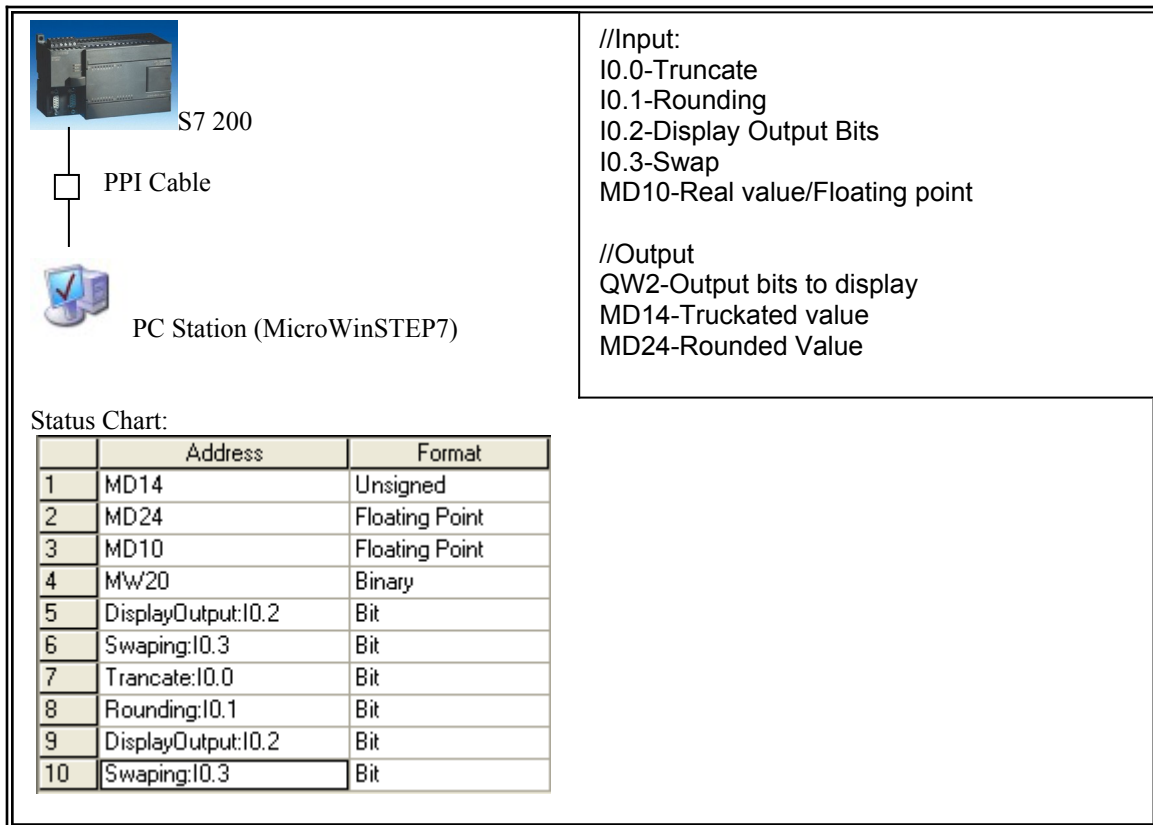 S7 200
PPI Cable
PC Station (MicroWinSTEP7)
//Input:
I0.0-Truncate
I0.1-Rounding
I0.2-Display Output Bits
I0.3-Swap
MD10-Real value/Floating point
//Output
QW2-Output bits to display
MD14-Truckated value
MD24-Rounded Value
Status Chart:
Address Format
1 MD14 Unsigned
2 MD24 Floating Point
3 MD10 Floating Point
4 MW20 Binary
5 DisplayOutput:I0.2 Bit
6 Swaping:I0.3 Bit
7 Trancate:I0.0 Bit
8 Rounding:I0.1 Bit
9 DisplayOutput:I0.2 Bit
10 Swaping:I0.3 Bit